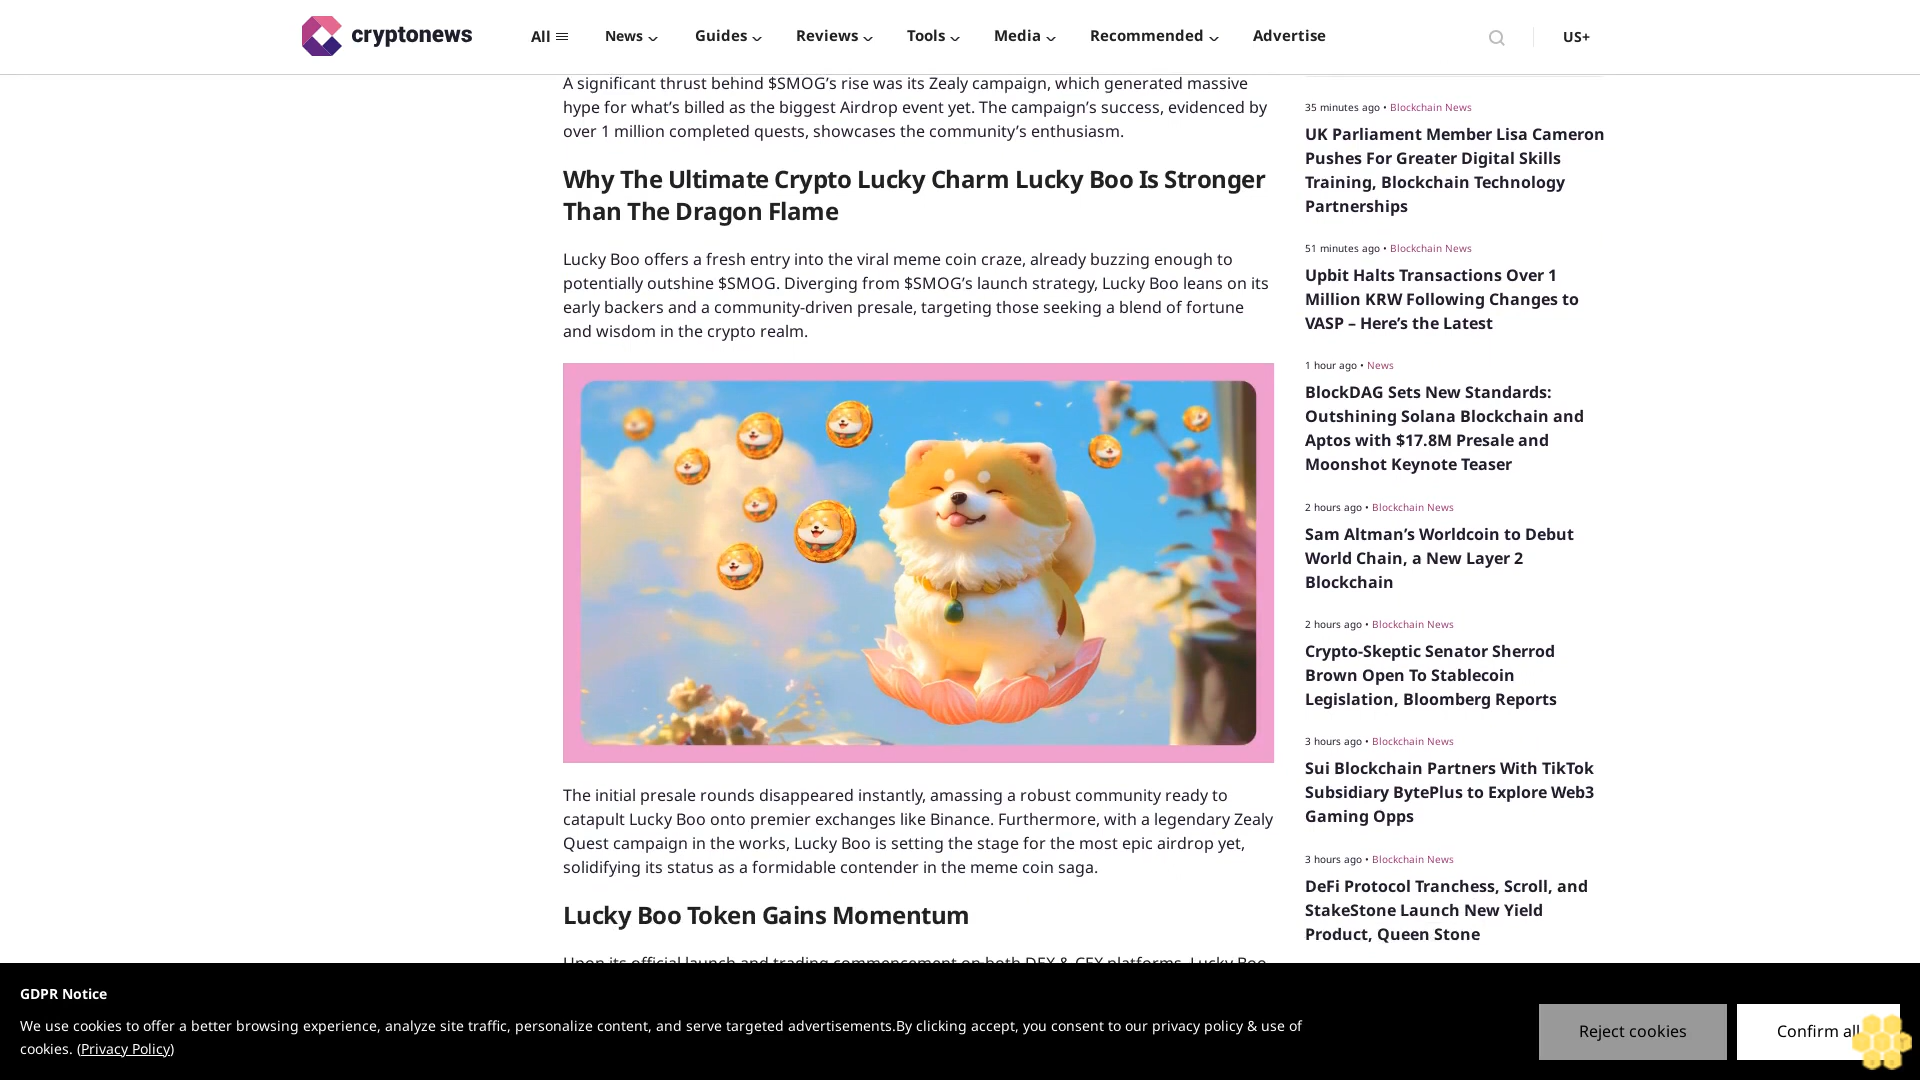 cryptonews
All
News
Guides
Reviews
Tools
Media
Recommended
Advertise
US+
A significant thrust behind $SMOG’s rise was its Zealy campaign, which generated massive
hype for what’s billed as the biggest Airdrop event yet. The campaign’s success, evidenced by
over 1 million completed quests, showcases the community’s enthusiasm.
Why The Ultimate Crypto Lucky Charm Lucky Boo Is Stronger
Than The Dragon Flame
Lucky Boo offers a fresh entry into the viral meme coin craze, already buzzing enough to
potentially outshine $SMOG. Diverging from $SMOG’s launch strategy, Lucky Boo leans on its
early backers and a community-driven presale, targeting those seeking a blend of fortune
and wisdom in the crypto realm.
The initial presale rounds disappeared instantly, amassing a robust community ready to
catapult Lucky Boo onto premier exchanges like Binance. Furthermore, with a legendary Zealy
Quest campaign in the works, Lucky Boo is setting the stage for the most epic airdrop yet,
solidifying its status as a formidable contender in the meme coin saga.
Lucky Boo Token Gains Momentum
Upon its official launch and trading commencement on both DEX & CEX platforms, Lucky Boo
35 minutes ago • Blockchain News
UK Parliament Member Lisa Cameron
Pushes For Greater Digital Skills
Training, Blockchain Technology
Partnerships
51 minutes ago • Blockchain News
Upbit Halts Transactions Over 1
Million KRW Following Changes to
VASP – Here’s the Latest
1 hour ago • News
BlockDAG Sets New Standards:
Outshining Solana Blockchain and
Aptos with $17.8M Presale and
Moonshot Keynote Teaser
2 hours ago • Blockchain News
Sam Altman’s Worldcoin to Debut
World Chain, a New Layer 2
Blockchain
2 hours ago • Blockchain News
Crypto-Skeptic Senator Sherrod
Brown Open To Stablecoin
Legislation, Bloomberg Reports
3 hours ago • Blockchain News
Sui Blockchain Partners With TikTok
Subsidiary BytePlus to Explore Web3
Gaming Opps
3 hours ago • Blockchain News
DeFi Protocol Tranchess, Scroll, and
StakeStone Launch New Yield
Product, Queen Stone
GDPR Notice
We use cookies to offer a better browsing experience, analyze site traffic, personalize content, and serve targeted advertisements.By clicking accept, you consent to our privacy policy & use of
cookies. (Privacy Policy)
Reject cookies
Confirm all